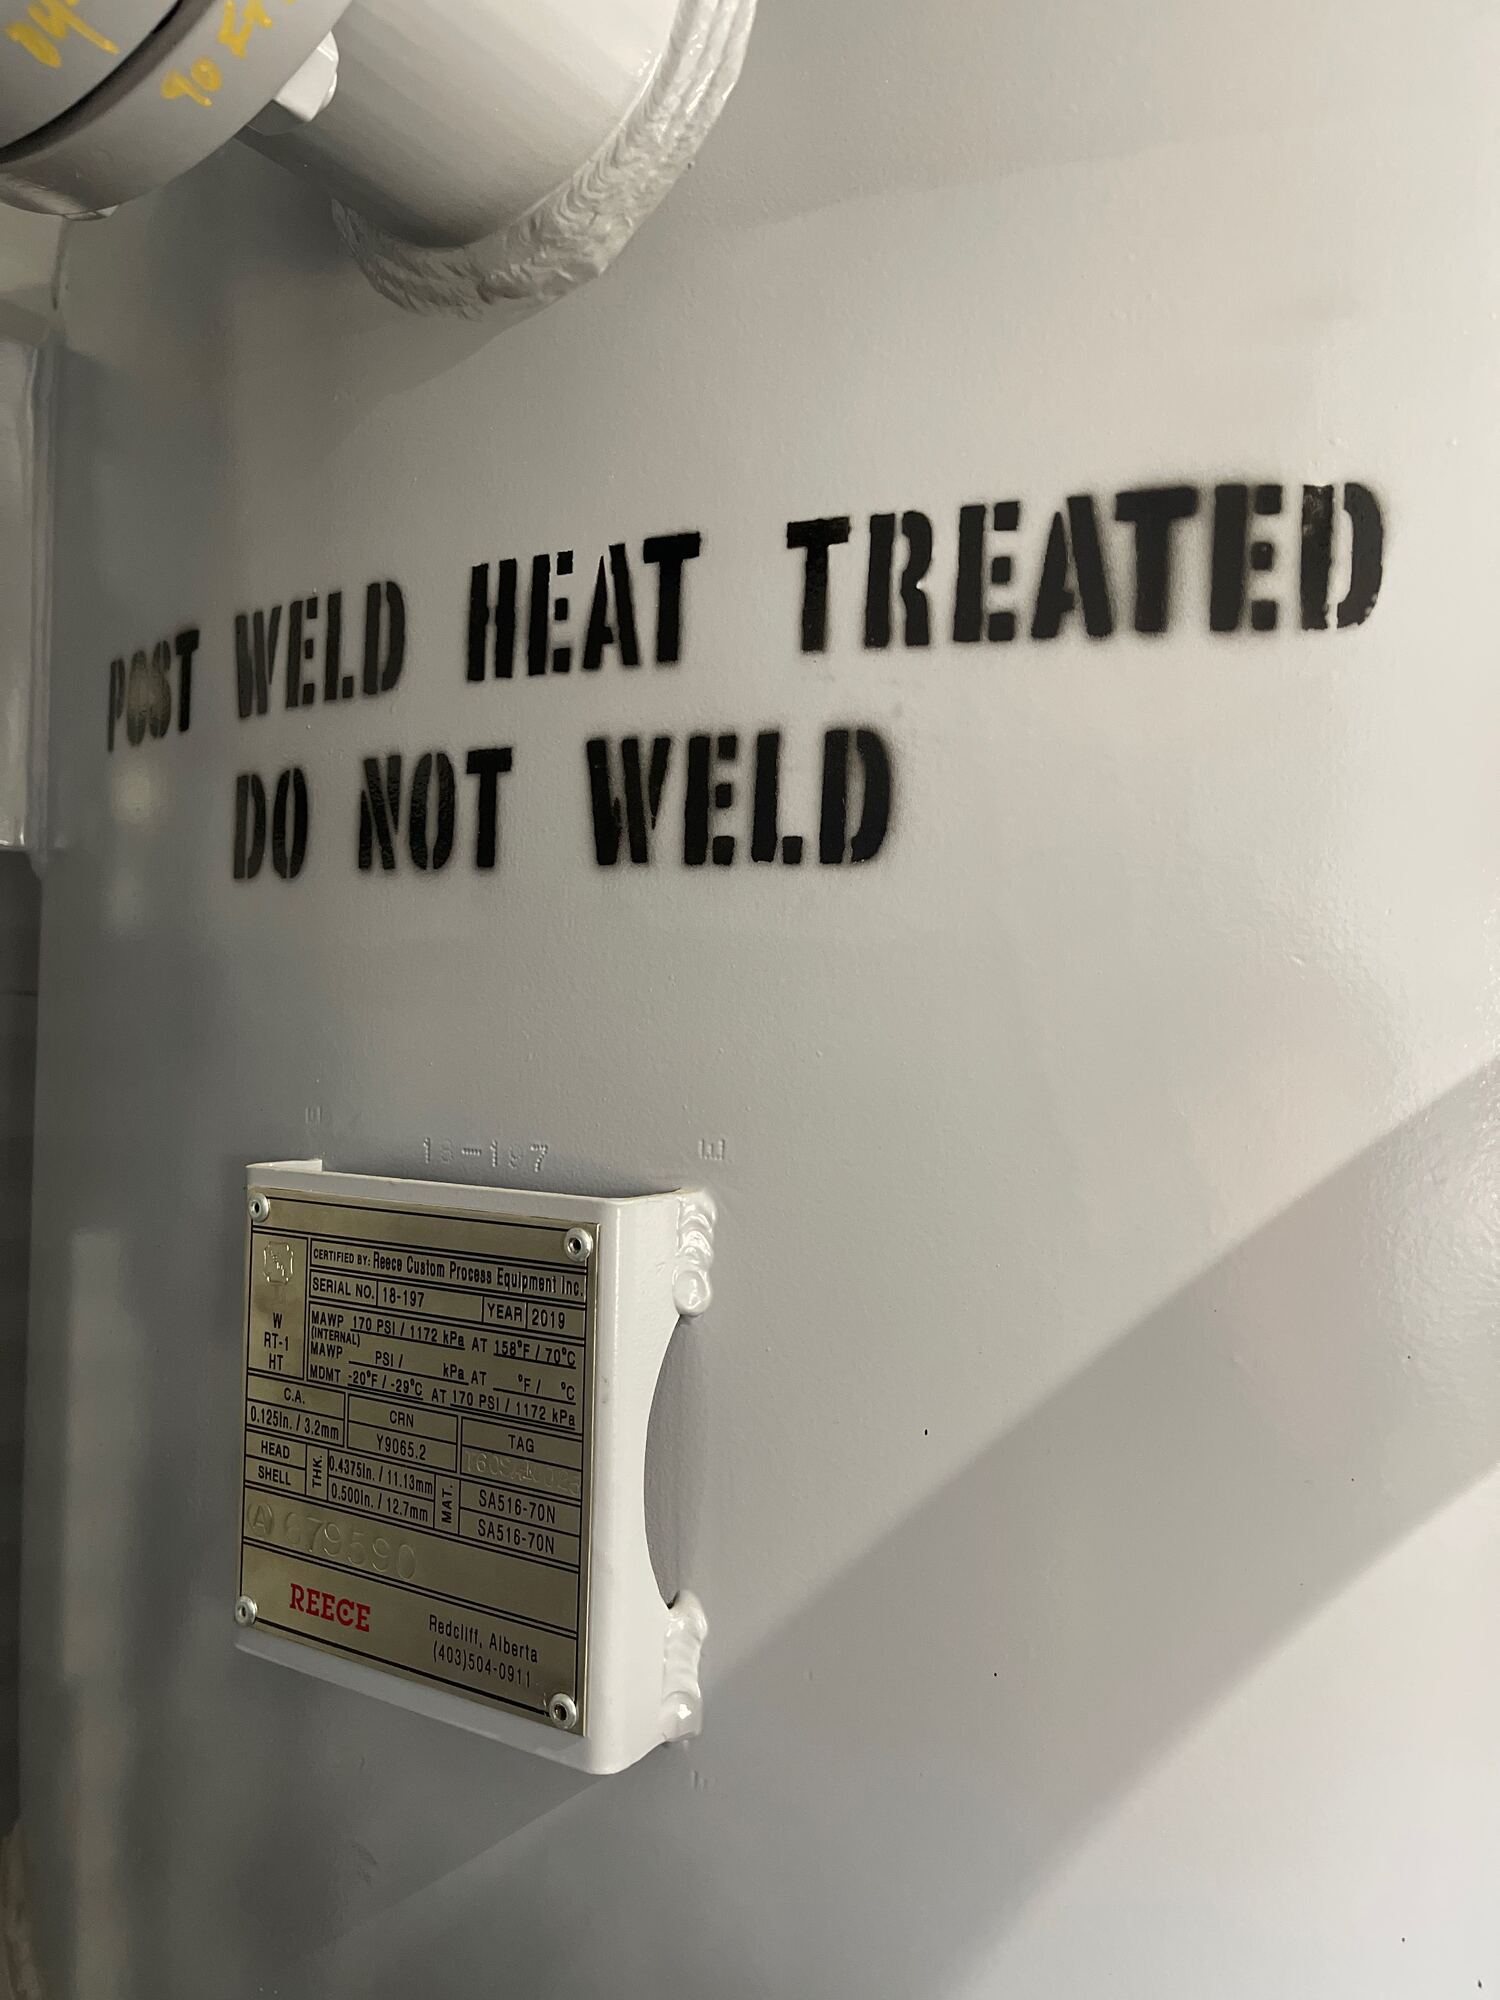 POST WELD HEAT TREATED
DO NOT WELD
18-197
CERTIFIED BY: Reece Custom Process Equipment Inc.
SERIAL NO. 18-197 YEAR 2019
W
RT-1
HT
MAWP 170 PSI / 1172 kPa AT 158°F / 70°C
(INTERNAL)
MAWP PSI / kPa AT °F / °C
MDMT -20°F / -29°C AT 170 PSI / 1172 kPa
C.A. CRN TAG
0.125In. / 3.2mm Y9065.2
HEAD THK. 0.4375In. / 11.13mm MAT. SA516-70N
SHELL 0.500In. / 12.7mm SA516-70N
A 679590
REECE
Redcliff, Alberta
(403)504-0911